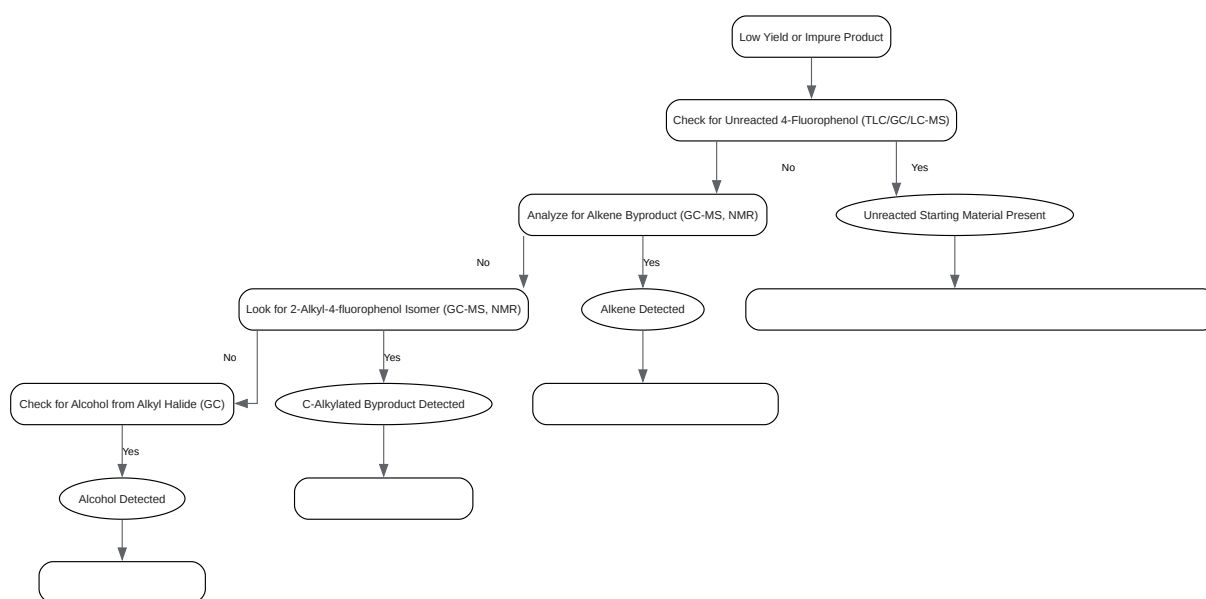 Low Yield or Impure Product
Check for Unreacted 4-Fluorophenol (TLC/GC/LC-MS)
No
Yes
Analyze for Alkene Byproduct (GC-MS, NMR)
Unreacted Starting Material Present
No
Yes
Look for 2-Alkyl-4-fluorophenol Isomer (GC-MS, NMR)
Alkene Detected
No
Yes
Check for Alcohol from Alkyl Halide (GC)
C-Alkylated Byproduct Detected
Yes
Alcohol Detected